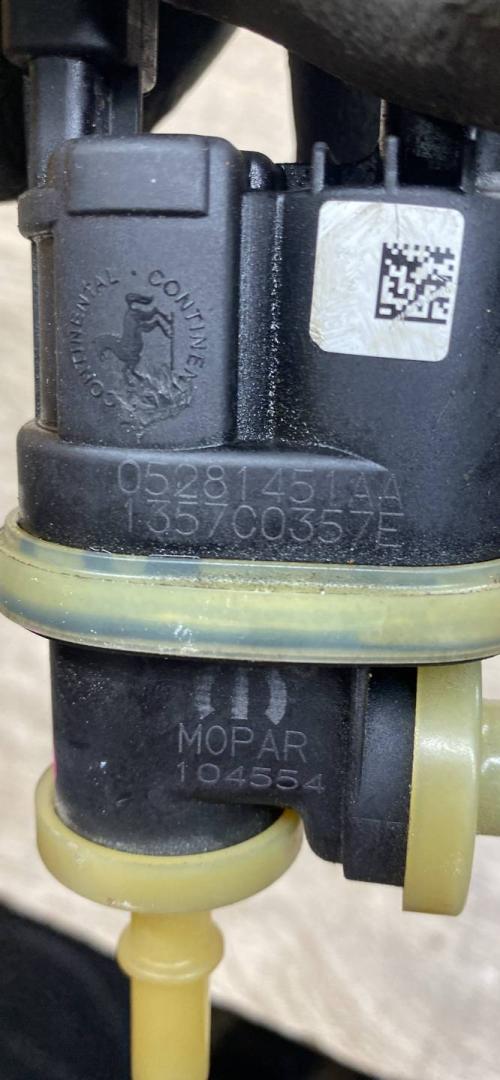 CONTINENTAL · CONTINENTAL
05281451AA
1357C0357E
MOPAR
104554